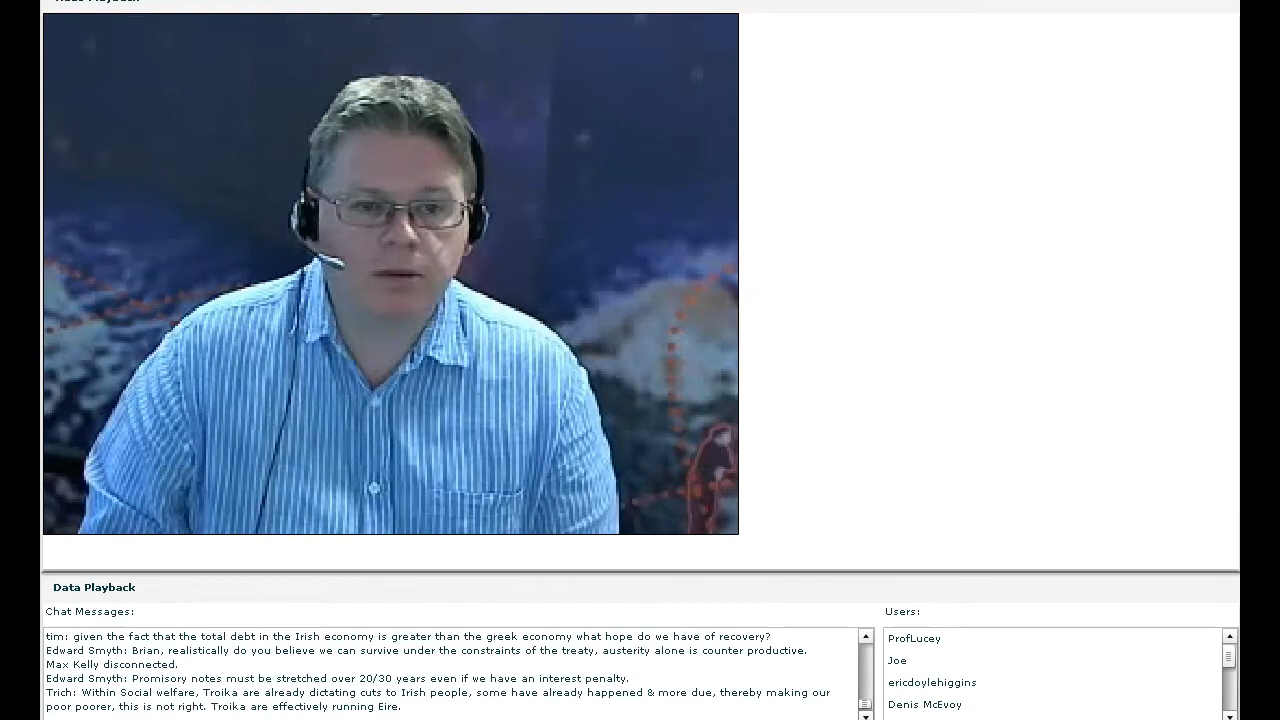 Data Playback
Chat Messages:
tim: given the fact that the total debt in the Irish economy is greater than the greek economy what hope do we have of recovery?
Edward Smyth: Brian, realistically do you believe we can survive under the constraints of the treaty, austerity alone is counter productive.
Max Kelly disconnected.
Edward Smyth: Promisory notes must be stretched over 20/30 years even if we have an interest penalty.
Trich: Within Social welfare, Troika are already dictating cuts to Irish people, some have already happened & more due, thereby making our
poor poorer, this is not right. Troika are effectively running Eire.
Users:
ProfLucey
Joe
ericdoylehiggins
Denis McEvoy